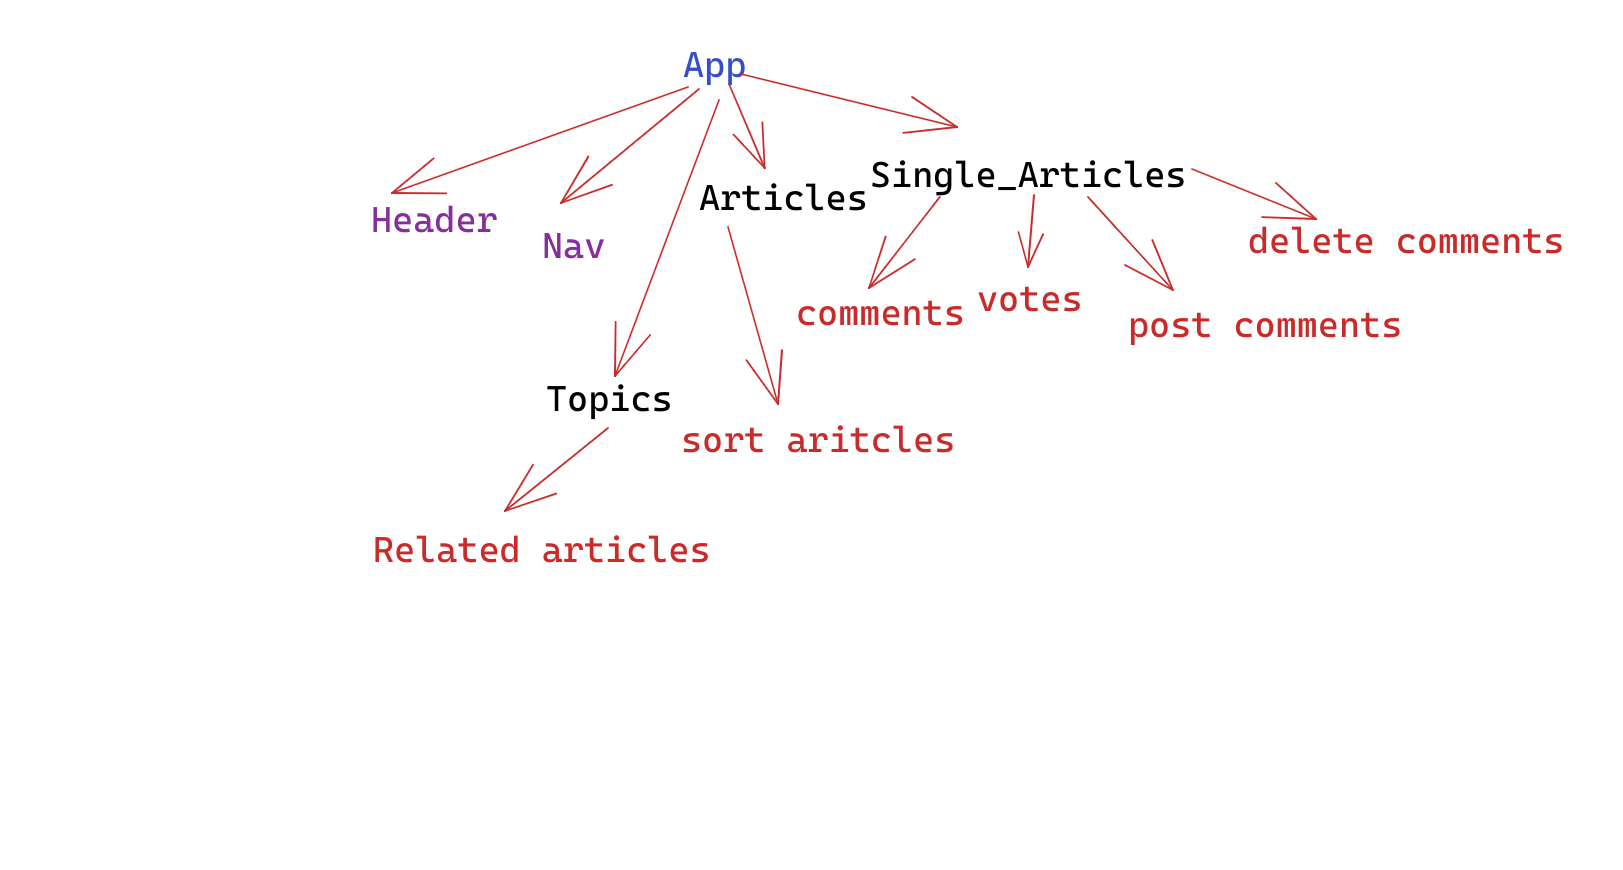 App
Single_Articles
Articles
Header
Nav
delete comments
comments
votes
post comments
Topics
sort aritcles
Related articles